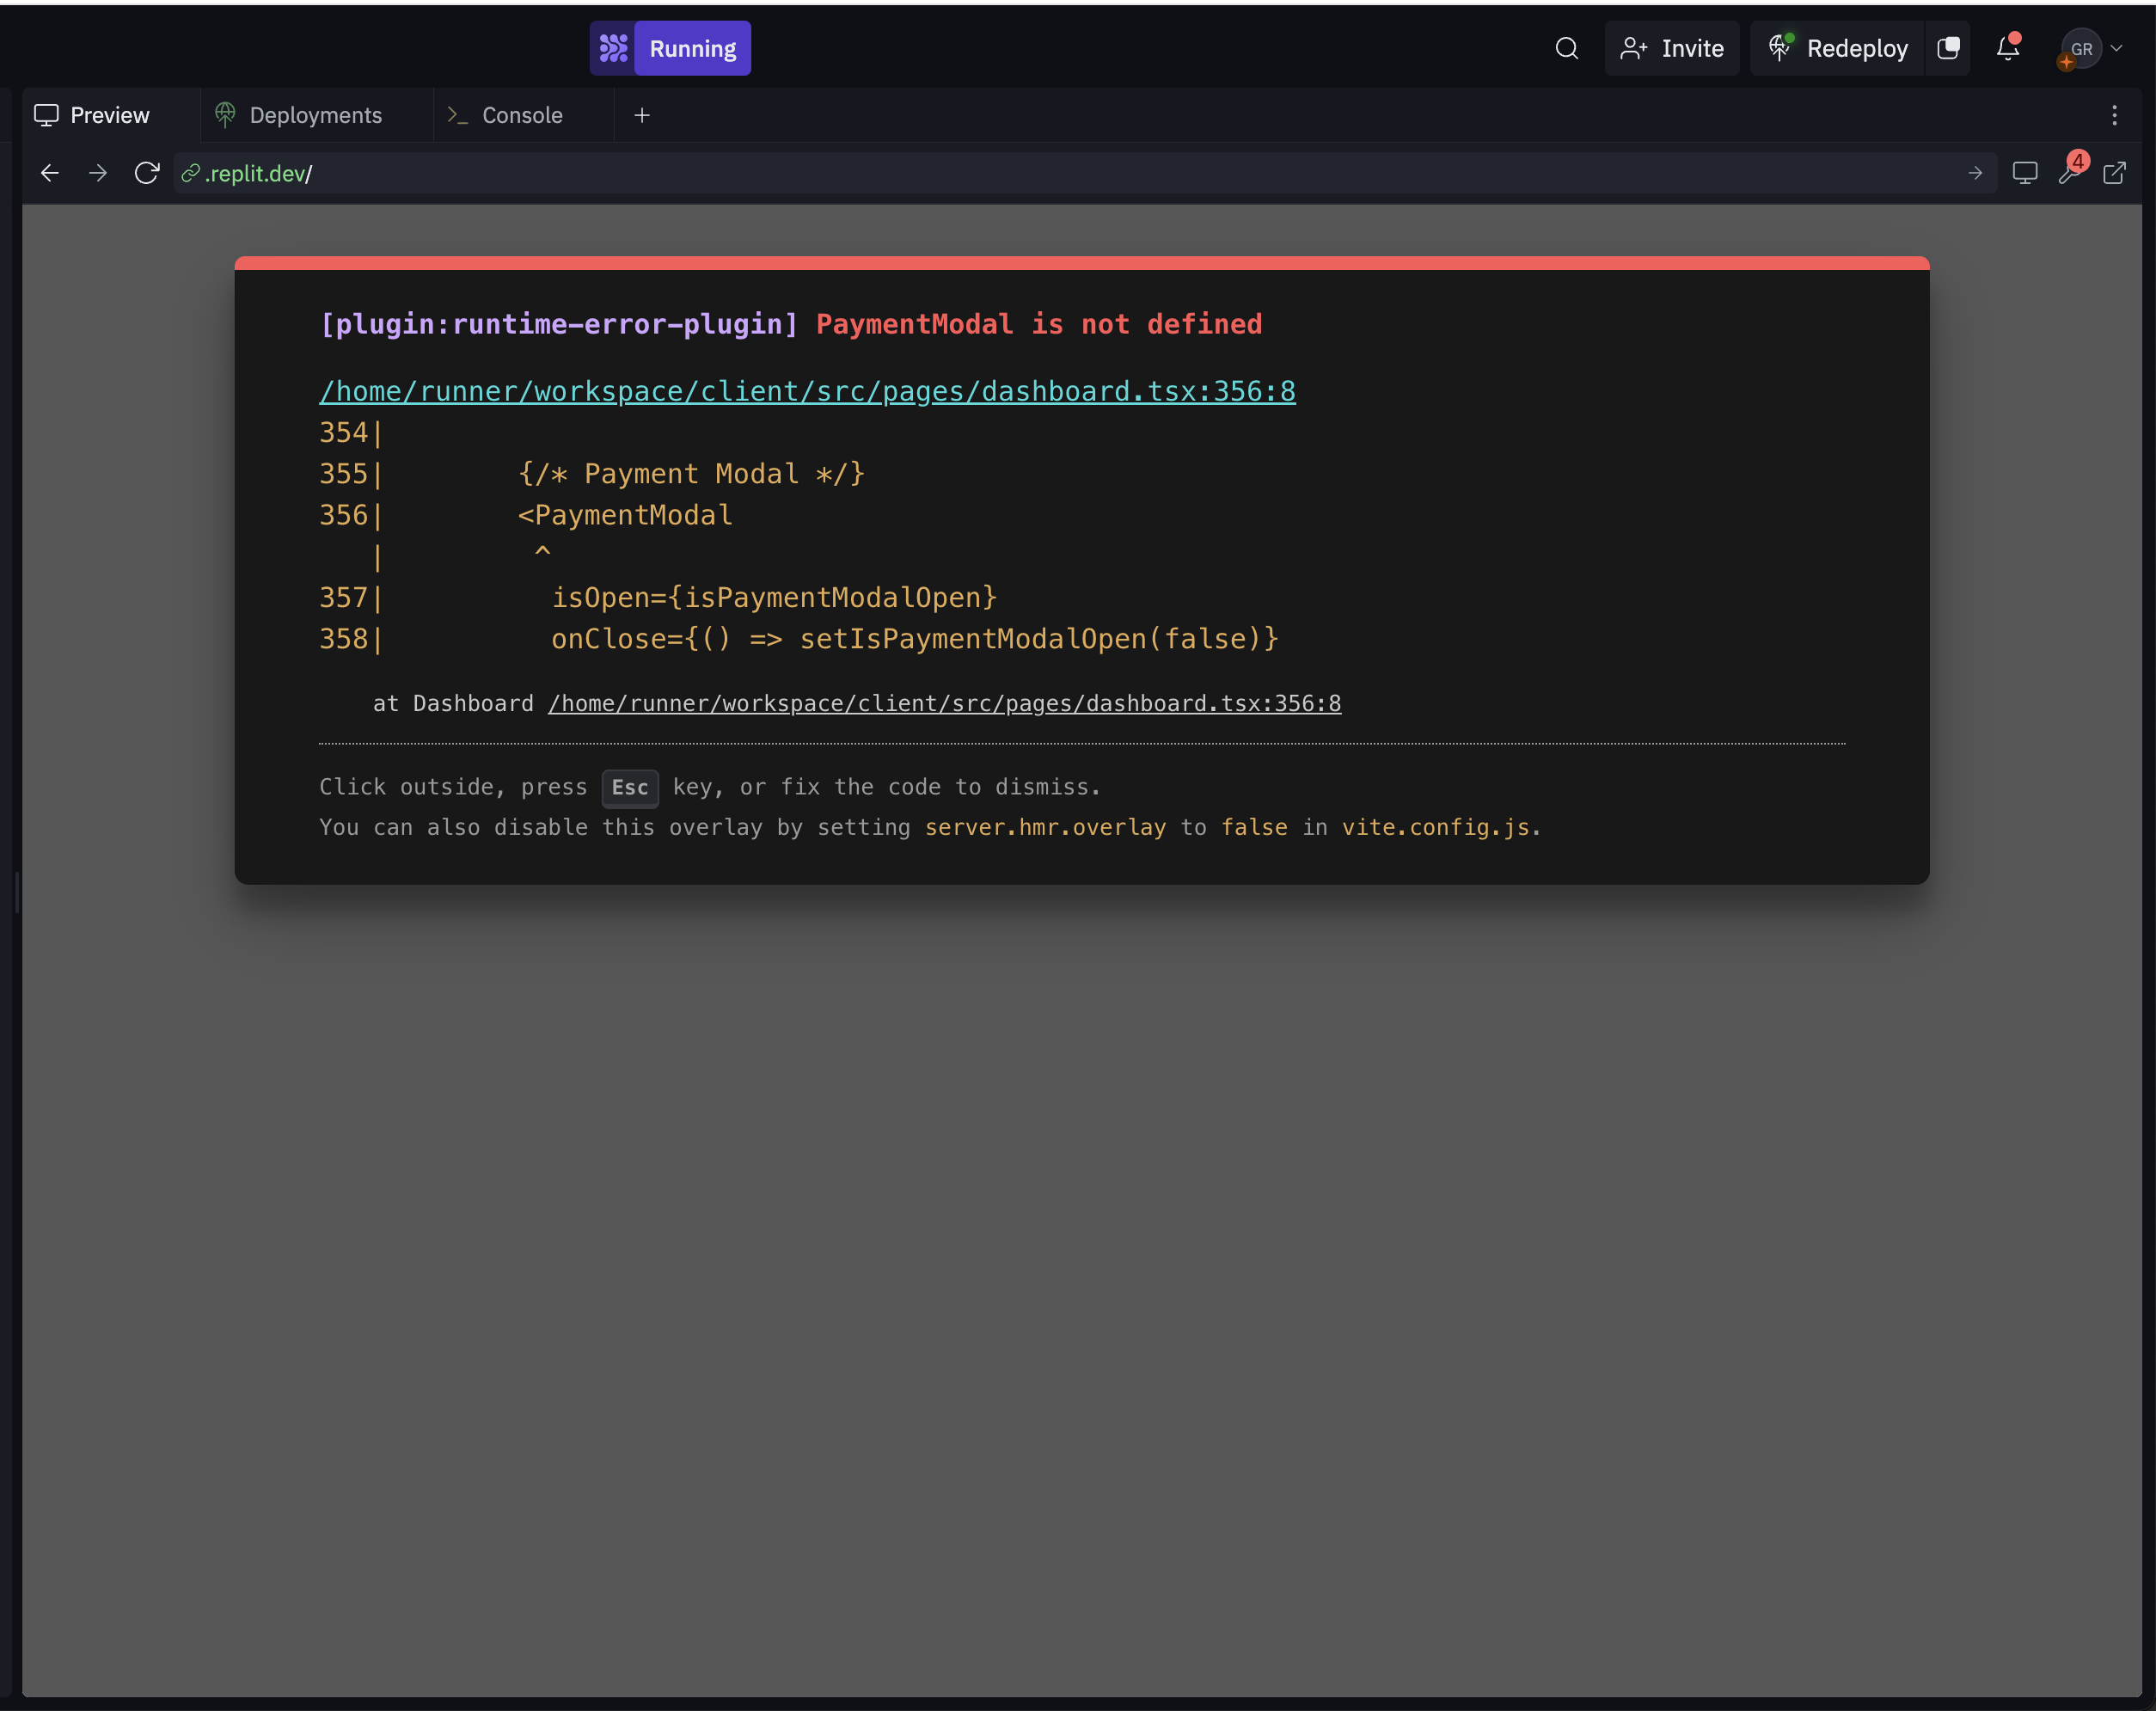 Running
Invite
Redeploy
GR
Preview
Deployments
Console
.replit.dev/
4
[plugin:runtime-error-plugin] PaymentModal is not defined
/home/runner/workspace/client/src/pages/dashboard.tsx:356:8
354|
355|        {/* Payment Modal */}
356|        <PaymentModal
   |         ^
357|          isOpen={isPaymentModalOpen}
358|          onClose={() => setIsPaymentModalOpen(false)}
at Dashboard /home/runner/workspace/client/src/pages/dashboard.tsx:356:8
Click outside, press Esc key, or fix the code to dismiss.
You can also disable this overlay by setting server.hmr.overlay to false in vite.config.js.